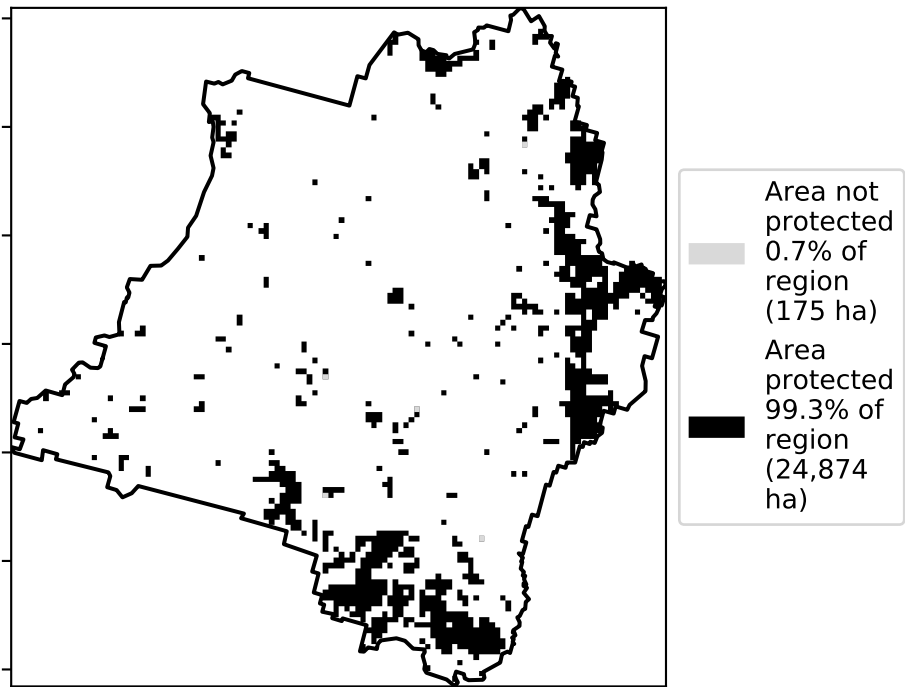 Area not
protected
0.7% of
region
(175 ha)
Area
protected
99.3% of
region
(24,874
ha)